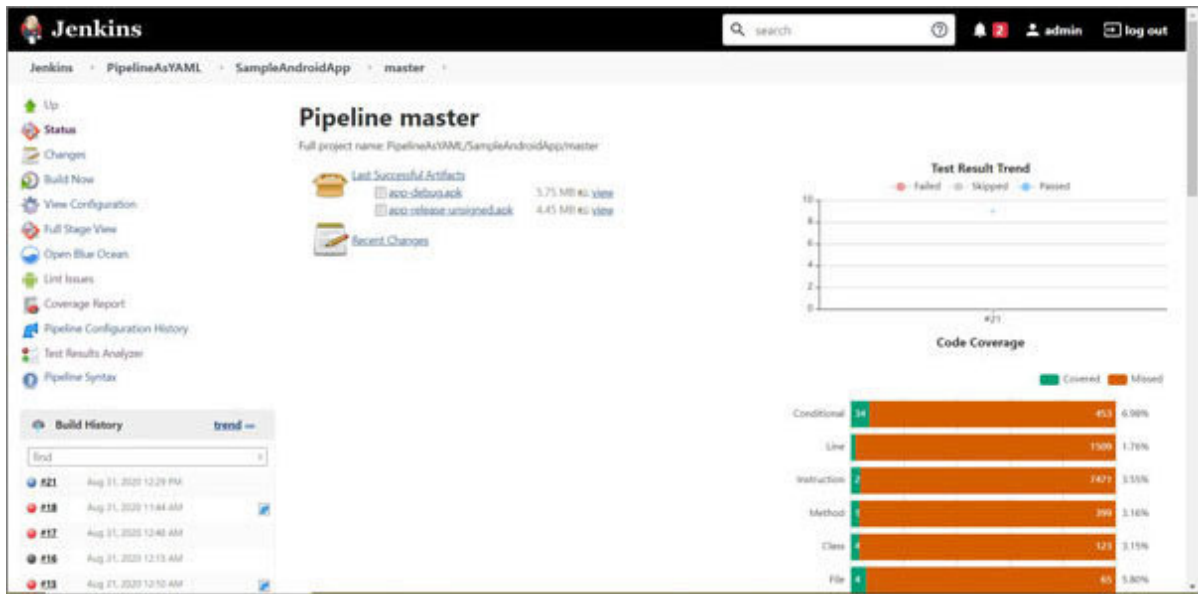 Jenkins
search
2
admin
log out
Jenkins
PipelineAsYAML
SampleAndroidApp
master
Up
Status
Changes
Build Now
View Configuration
Full Stage View
Open Blue Ocean
Lint Issues
Coverage Report
Pipeline Configuration History
Test Results Analyzer
Pipeline Syntax
Build History
trend
find
#21 Aug 31, 2020 12:29 PM
#18 Aug 31, 2020 11:44 AM
#17 Aug 31, 2020 12:40 AM
#16 Aug 31, 2020 12:15 AM
#13 Aug 31, 2020 12:10 AM
Pipeline master
Full project name: PipelineAsYAML/SampleAndroidApp/master
Last Successful Artifacts
app-debug.apk 5.75 MB view
app-release-unsigned.apk 4.45 MB view
Recent Changes
Test Result Trend
Failed Skipped Passed
10
8
6
4
2
0
#21
Code Coverage
Covered Missed
Conditional 34 453 6.98%
Line 1509 1.76%
Instruction 2 7477 3.55%
Method 399 3.16%
Class 4 123 3.15%
File 4 65 5.80%